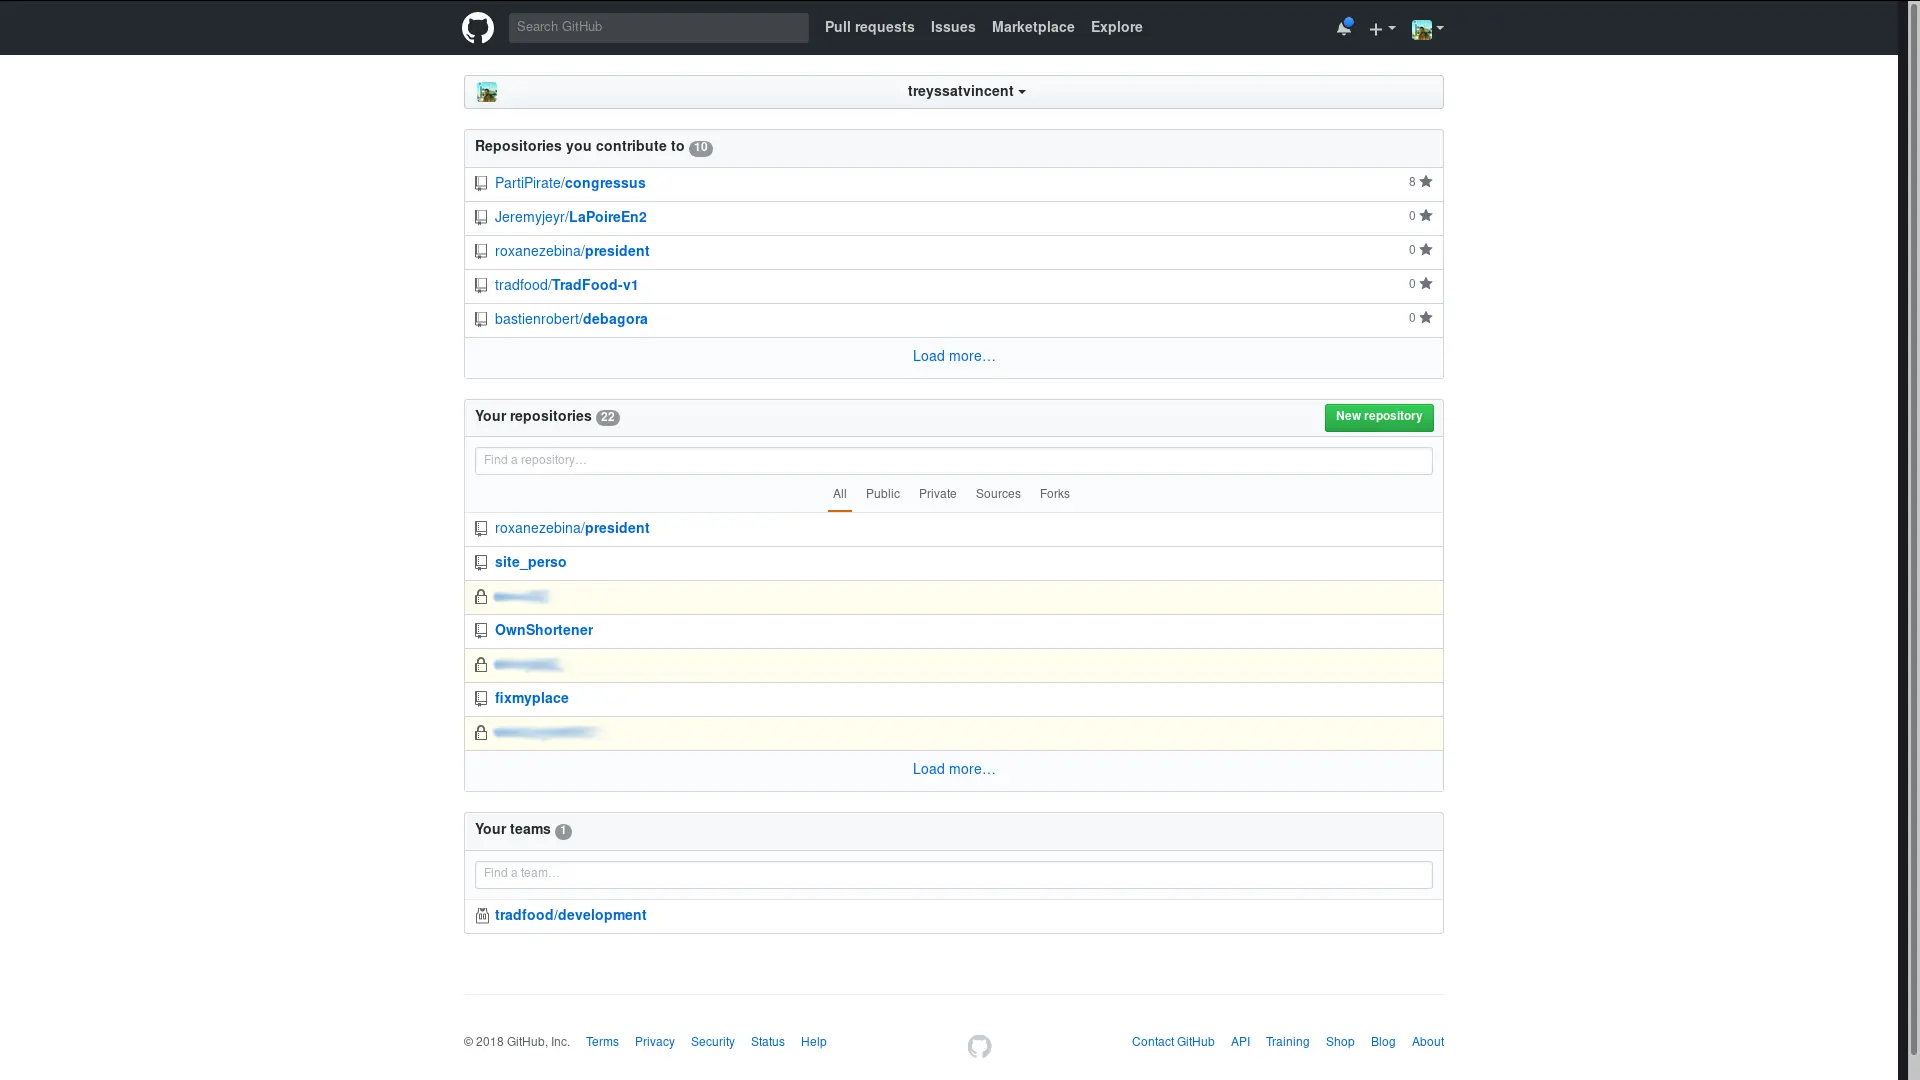 Search GitHub Pull requests Issues Marketplace Explore
treyssatvincent
Repositories you contribute to 10
PartiPirate/congressus 8
Jeremyjeyr/LaPoireEn2 0
roxanezebina/president 0
tradfood/TradFood-v1 0
bastienrobert/debagora 0
Load more…
Your repositories 22 New repository
Find a repository…
All Public Private Sources Forks
roxanezebina/president
site_perso
OwnShortener
fixmyplace
Load more…
Your teams 1
Find a team…
tradfood/development
© 2018 GitHub, Inc. Terms Privacy Security Status Help Contact GitHub API Training Shop Blog About